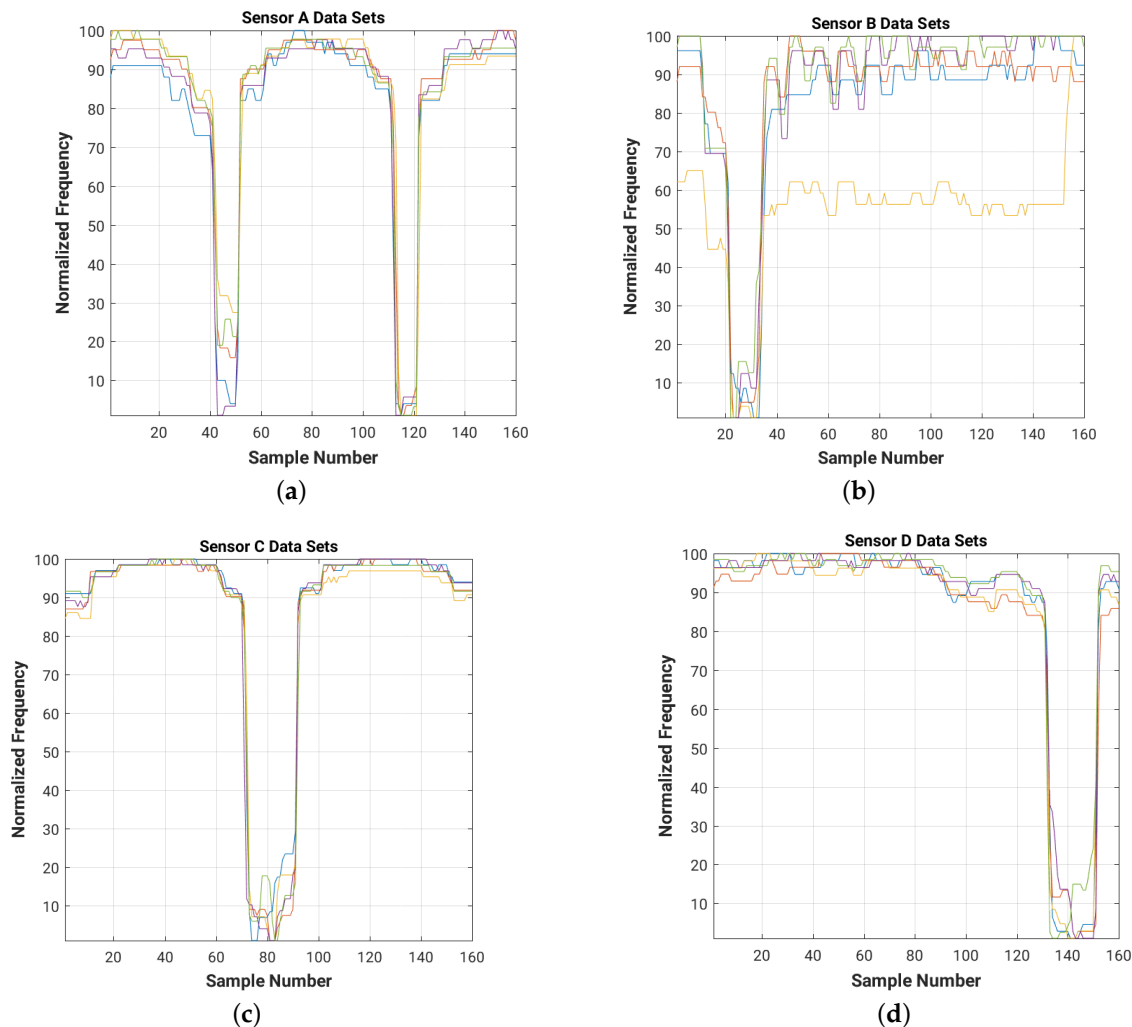 Sensor A Data Sets
Normalized Frequency
100
90
80
70
60
50
40
30
20
10
20 40 60 80 100 120 140 160
Sample Number
(a)
Sensor B Data Sets
Normalized Frequency
100
90
80
70
60
50
40
30
20
10
20 40 60 80 100 120 140 160
Sample Number
(b)
Sensor C Data Sets
Normalized Frequency
100
90
80
70
60
50
40
30
20
10
20 40 60 80 100 120 140 160
Sample Number
(c)
Sensor D Data Sets
Normalized Frequency
100
90
80
70
60
50
40
30
20
10
20 40 60 80 100 120 140 160
Sample Number
(d)